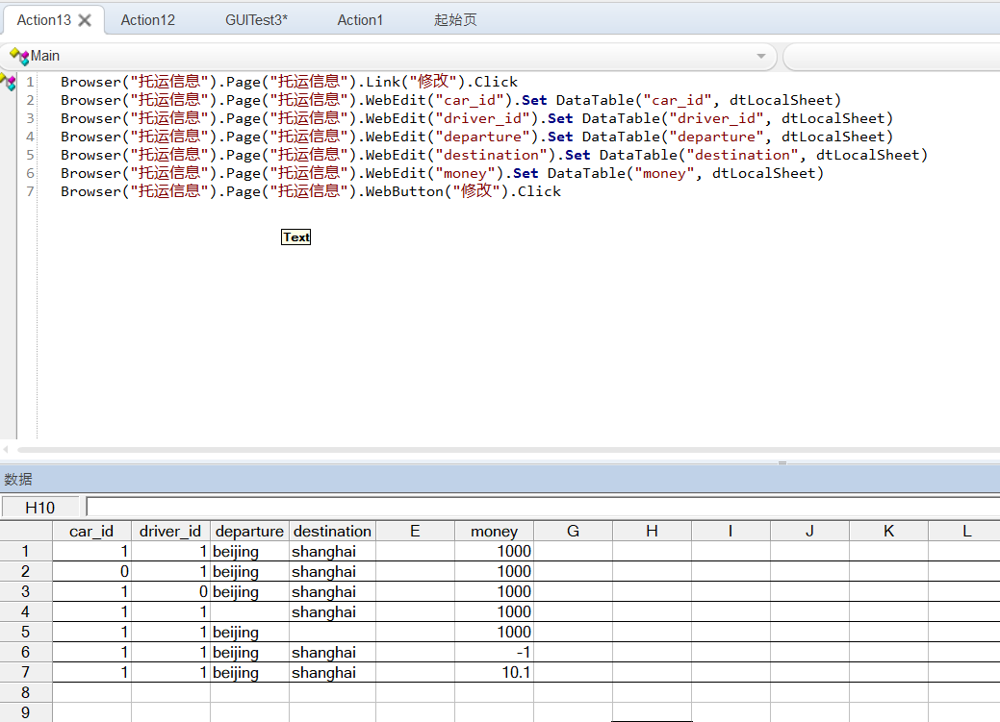 Action13 Action12 GUITest3* Action1 起始页
Main
1 Browser("托运信息").Page("托运信息").Link("修改").Click
2 Browser("托运信息").Page("托运信息").WebEdit("car_id").Set DataTable("car_id", dtLocalSheet)
3 Browser("托运信息").Page("托运信息").WebEdit("driver_id").Set DataTable("driver_id", dtLocalSheet)
4 Browser("托运信息").Page("托运信息").WebEdit("departure").Set DataTable("departure", dtLocalSheet)
5 Browser("托运信息").Page("托运信息").WebEdit("destination").Set DataTable("destination", dtLocalSheet)
6 Browser("托运信息").Page("托运信息").WebEdit("money").Set DataTable("money", dtLocalSheet)
7 Browser("托运信息").Page("托运信息").WebButton("修改").Click
Text
数据
H10
car_id driver_id departure destination E money G H I J K L
1 1 1 beijing shanghai 1000
2 0 1 beijing shanghai 1000
3 1 0 beijing shanghai 1000
4 1 1 shanghai 1000
5 1 1 beijing 1000
6 1 1 beijing shanghai -1
7 1 1 beijing shanghai 10.1
8
9